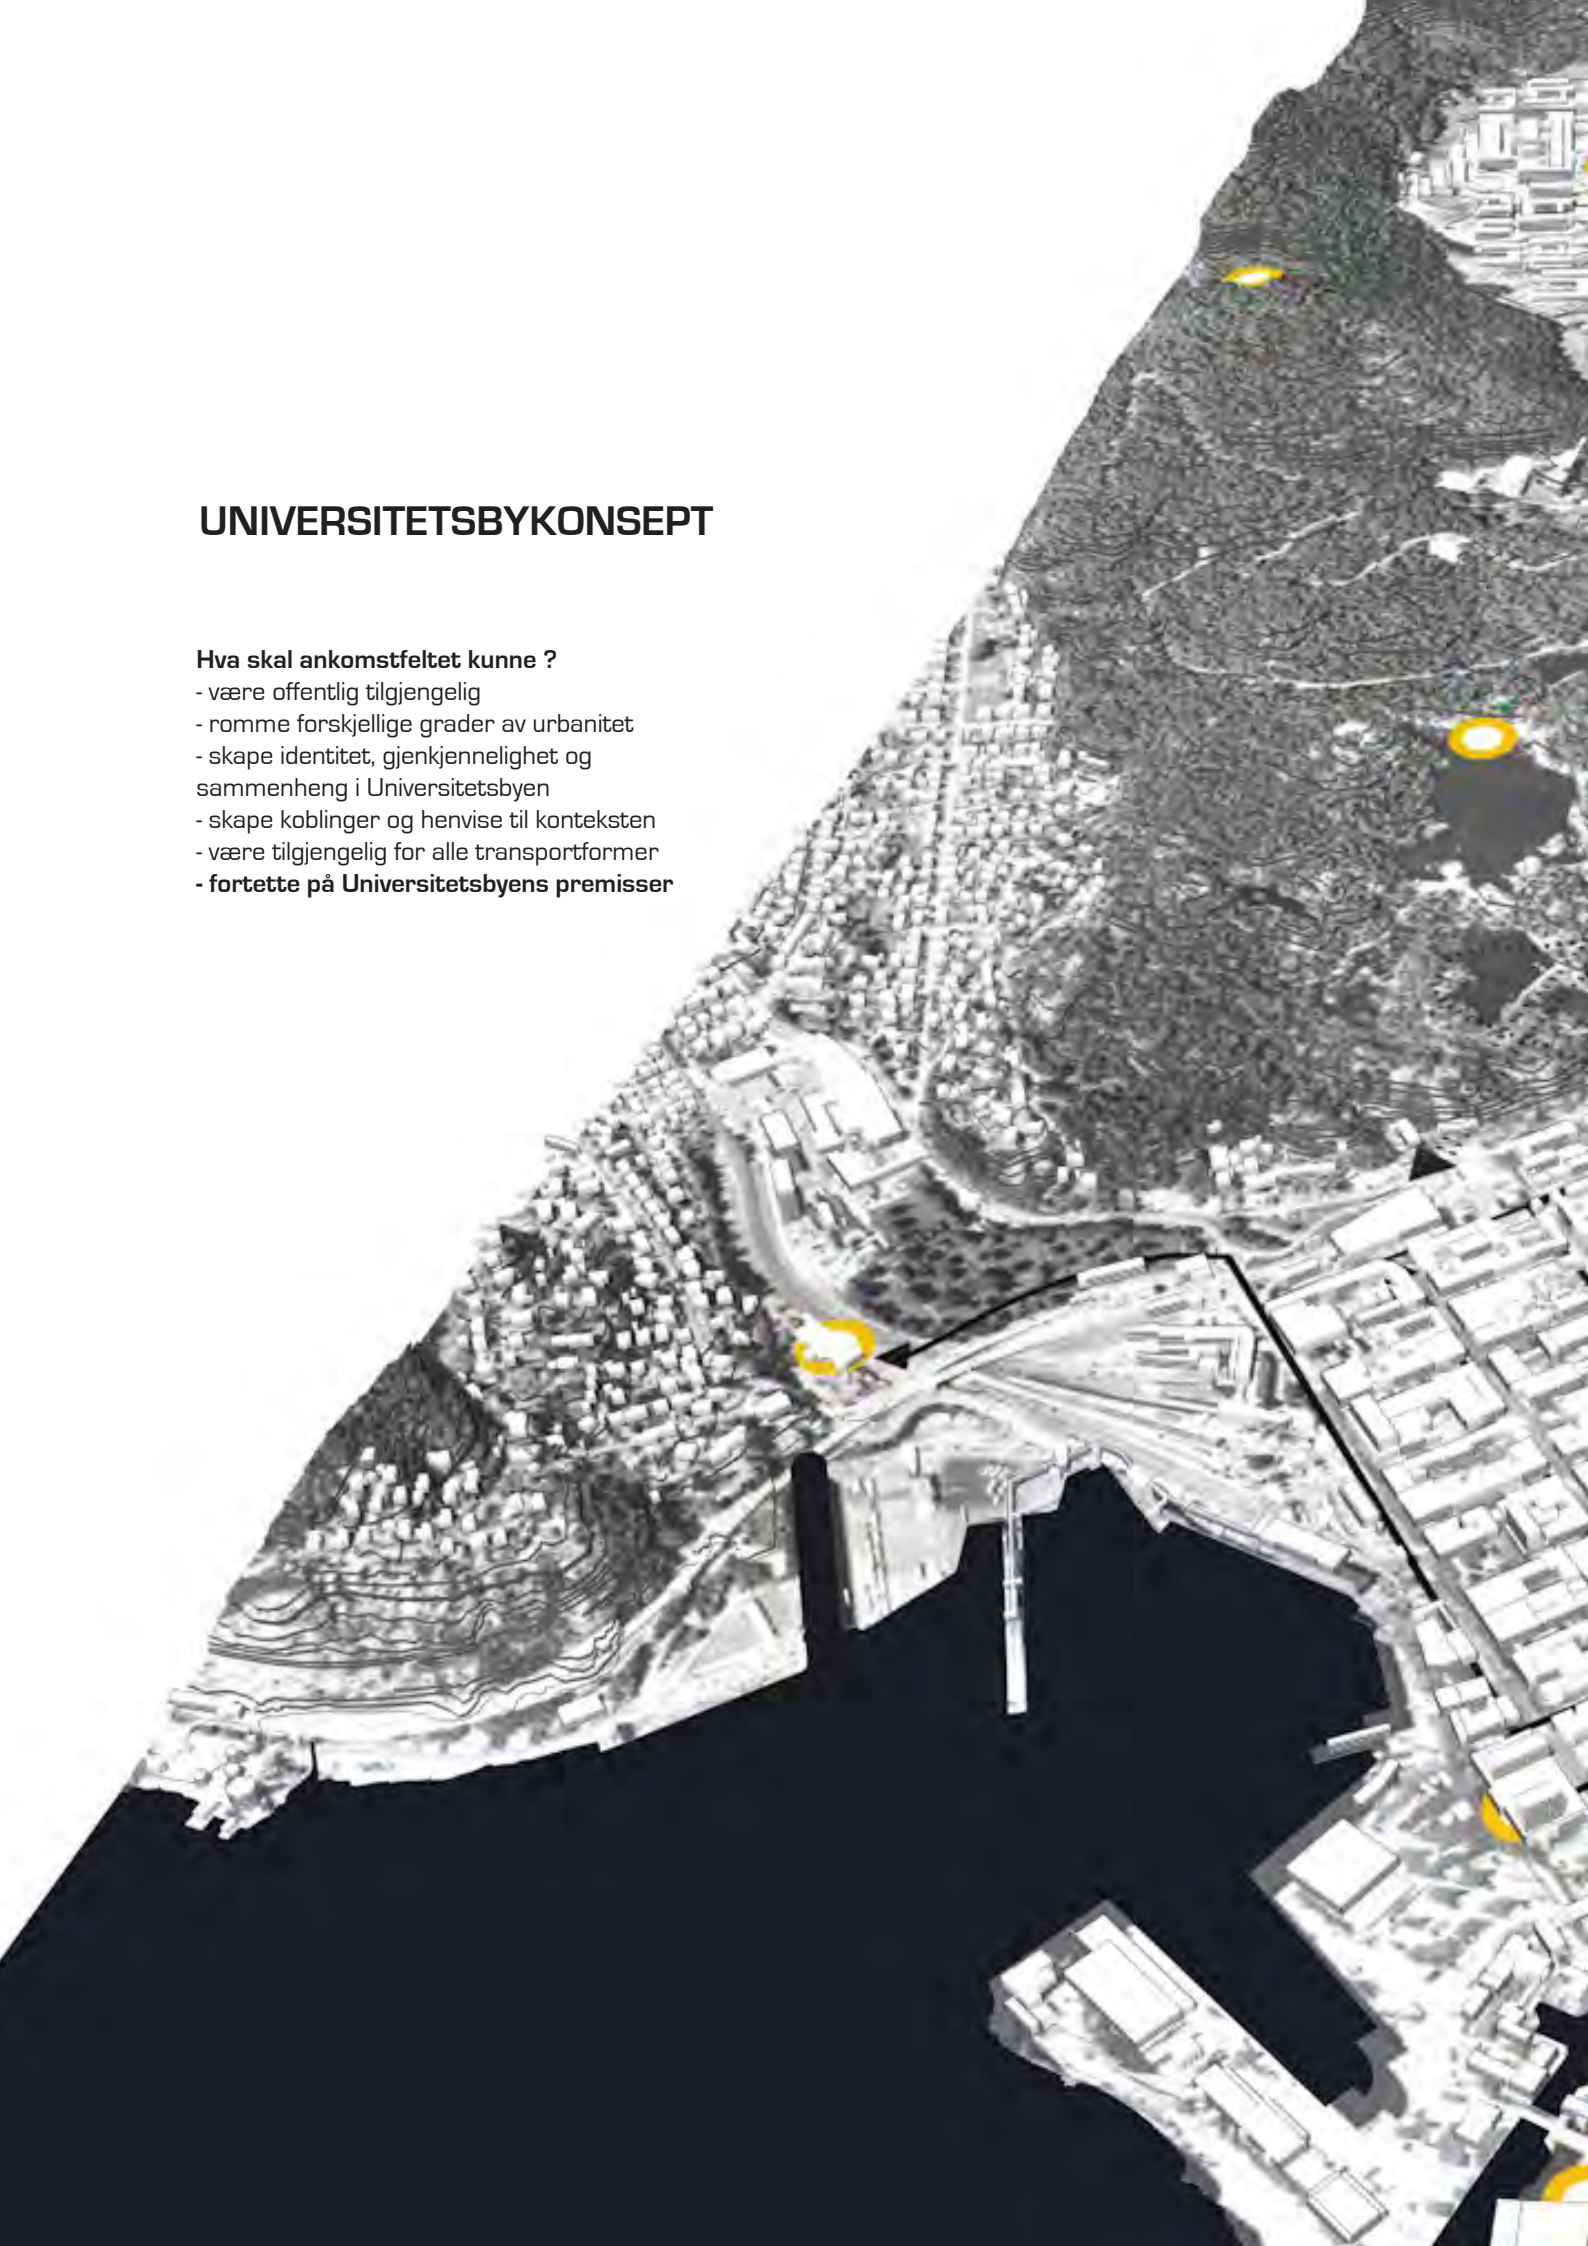 UNIVERSITETSBYKONSEPT
Hva skal ankomstfeltet kunne ?
- være offentlig tilgjengelig
- romme forskjellige grader av urbanitet
- skape identitet, gjenkjennelighet og
sammenheng i Universitetsbyen
- skape koblinger og henvise til konteksten
- være tilgjengelig for alle transportformer
- fortette på Universitetsbyens premisser